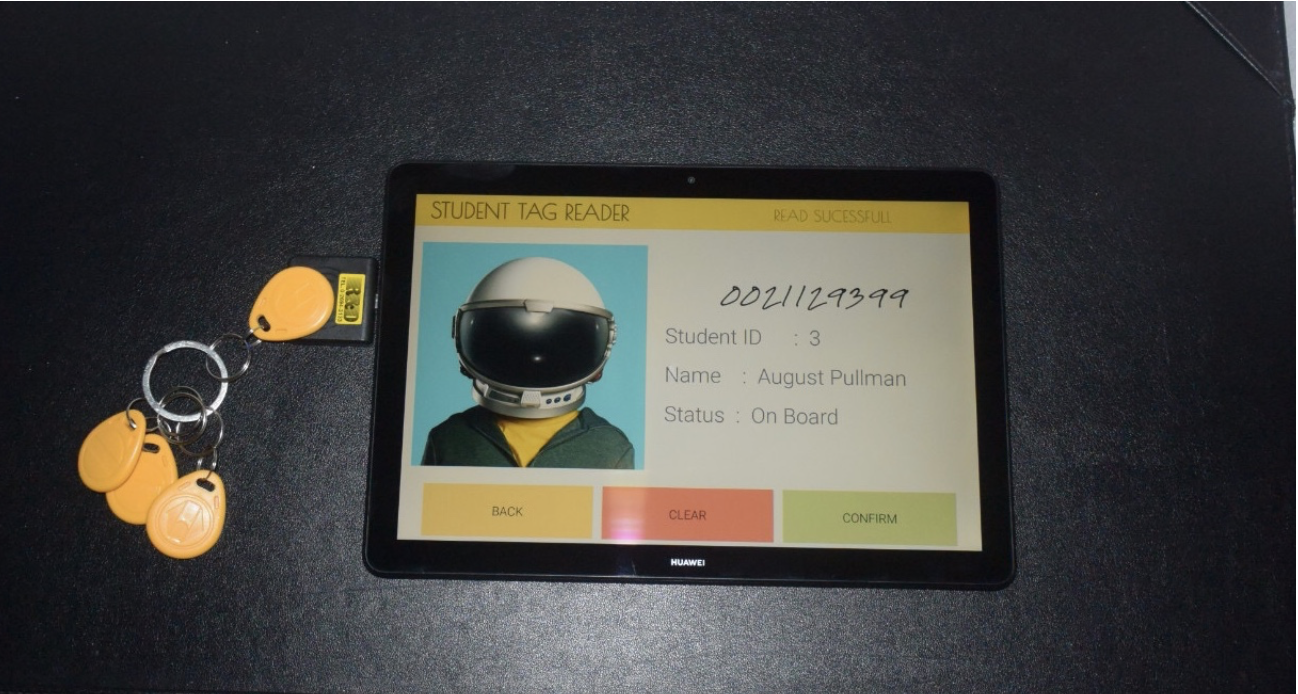 STUDENT TAG READER
READ SUCESSFULL
0021129399
Student ID : 3
Name : August Pullman
Status : On Board
BACK
CLEAR
CONFIRM
HUAWEI